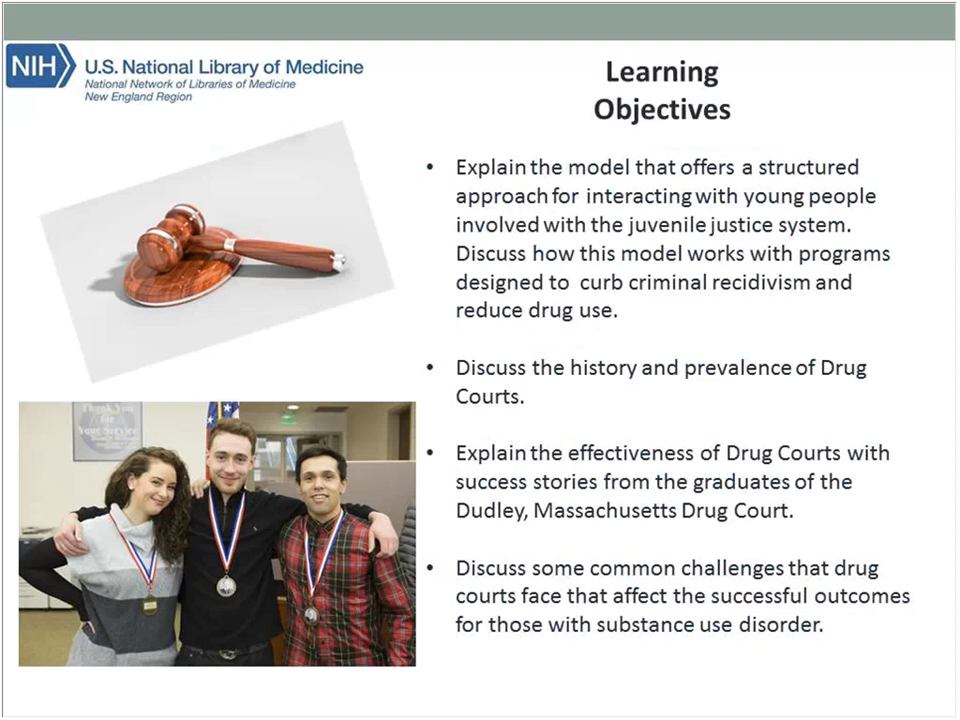 NIH
U.S. National Library of Medicine
National Network of Libraries of Medicine
New England Region
Learning
Objectives
• Explain the model that offers a structured
approach for interacting with young people
involved with the juvenile justice system.
Discuss how this model works with programs
designed to curb criminal recidivism and
reduce drug use.
• Discuss the history and prevalence of Drug
Courts.
• Explain the effectiveness of Drug Courts with
success stories from the graduates of the
Dudley, Massachusetts Drug Court.
• Discuss some common challenges that drug
courts face that affect the successful outcomes
for those with substance use disorder.
Thank You
for
Your Service